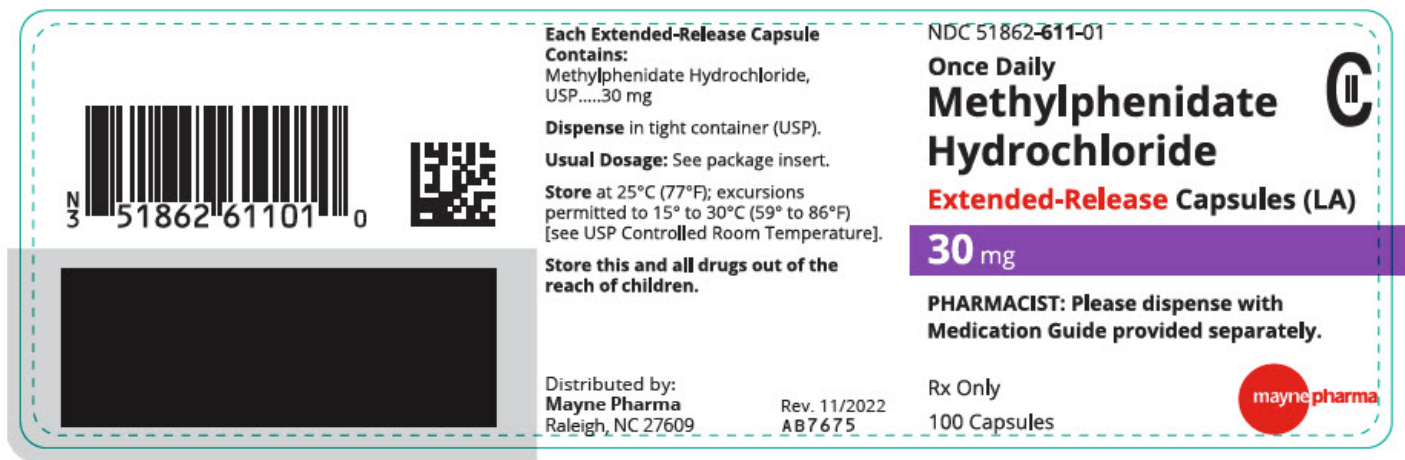 N
3 51862 61101 0
Each Extended-Release Capsule
Contains:
Methylphenidate Hydrochloride,
USP.....30 mg
Dispense in tight container (USP).
Usual Dosage: See package insert.
Store at 25°C (77°F); excursions
permitted to 15° to 30°C (59° to 86°F)
[see USP Controlled Room Temperature].
Store this and all drugs out of the
reach of children.
Distributed by:
Mayne Pharma
Raleigh, NC 27609
Rev. 11/2022
AB7675
NDC 51862-611-01
CII
Once Daily
Methylphenidate
Hydrochloride
Extended-Release Capsules (LA)
30 mg
PHARMACIST: Please dispense with
Medication Guide provided separately.
Rx Only
100 Capsules
maynepharma